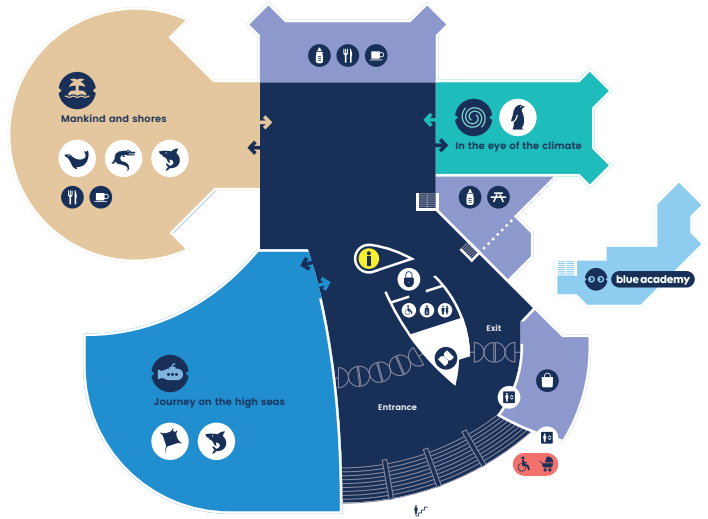 Mankind and shores
In the eye of the climate
i
blue academy
Exit
Journey on the high seas
Entrance